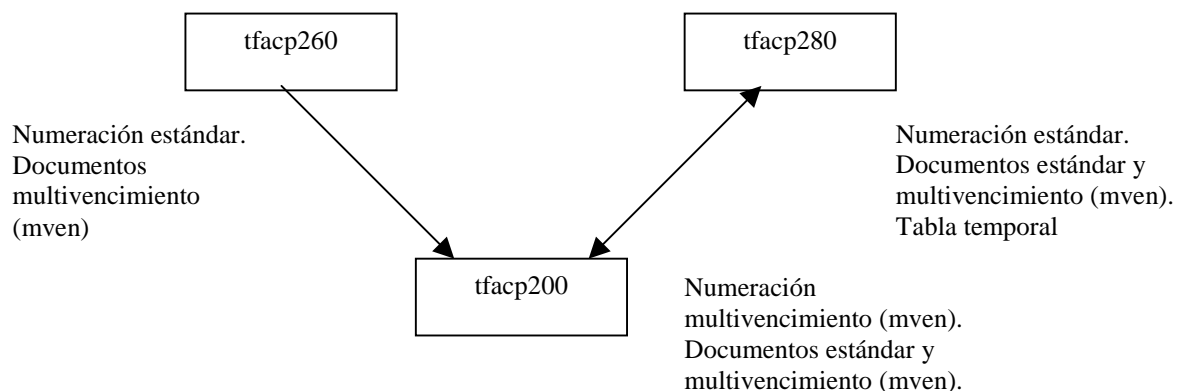 tfacp260
tfacp280
Numeración estándar.
Documentos
multivencimiento
(mven)
Numeración estándar.
Documentos estándar y
multivencimiento (mven).
Tabla temporal
tfacp200
Numeración
multivencimiento (mven).
Documentos estándar y
multivencimiento (mven).